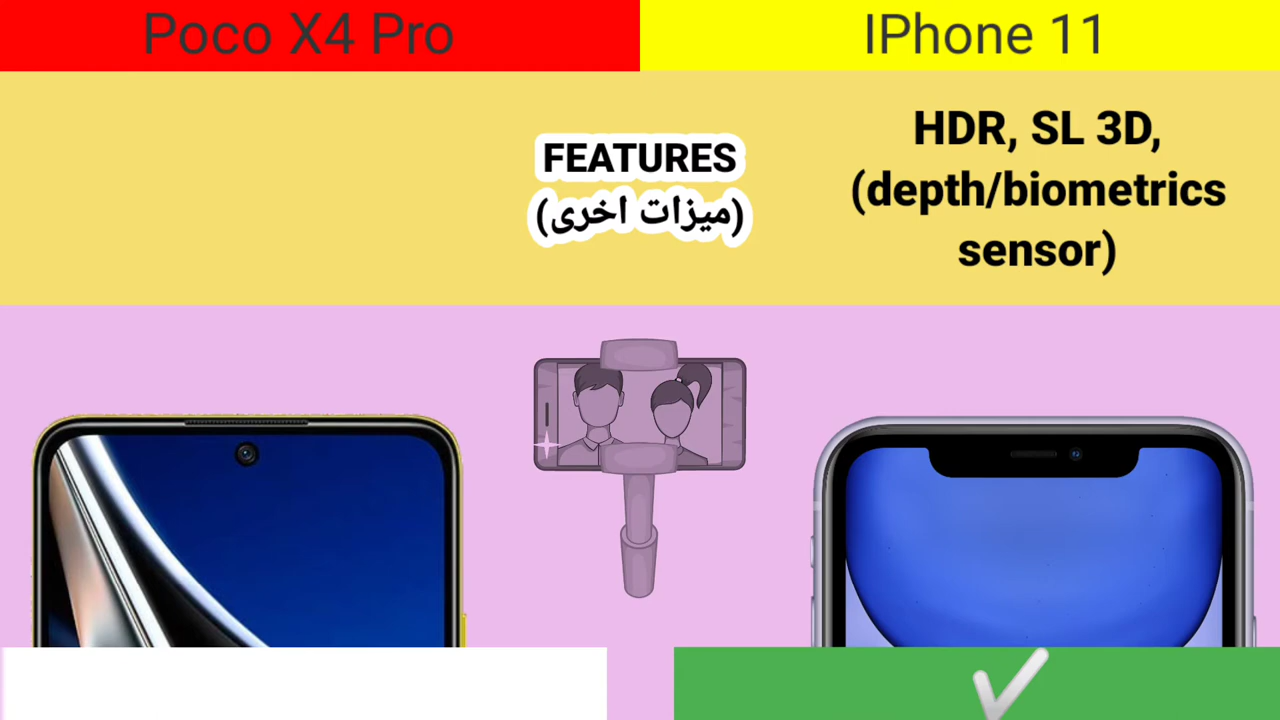 Poco X4 Pro
IPhone 11
FEATURES
(ميزات اخرى)
HDR, SL 3D,
(depth/biometrics
sensor)